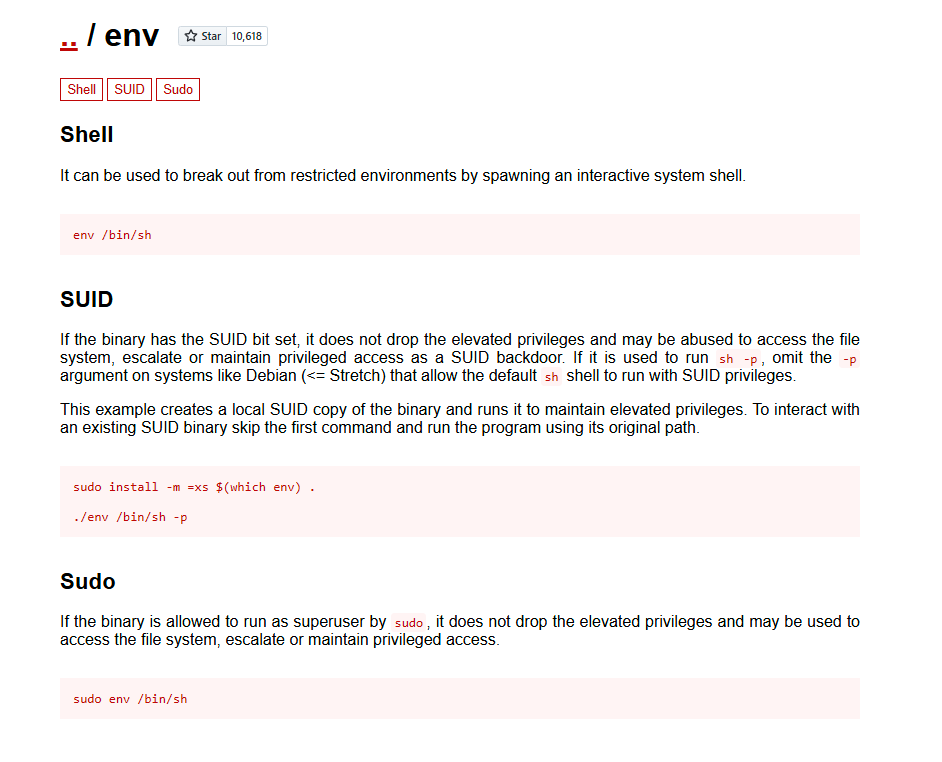 .. / env Star 10,618
Shell SUID Sudo
Shell
It can be used to break out from restricted environments by spawning an interactive system shell.
env /bin/sh
SUID
If the binary has the SUID bit set, it does not drop the elevated privileges and may be abused to access the file
system, escalate or maintain privileged access as a SUID backdoor. If it is used to run sh -p, omit the -p
argument on systems like Debian (<= Stretch) that allow the default sh shell to run with SUID privileges.
This example creates a local SUID copy of the binary and runs it to maintain elevated privileges. To interact with
an existing SUID binary skip the first command and run the program using its original path.
sudo install -m =xs $(which env) .
./env /bin/sh -p
Sudo
If the binary is allowed to run as superuser by sudo, it does not drop the elevated privileges and may be used to
access the file system, escalate or maintain privileged access.
sudo env /bin/sh